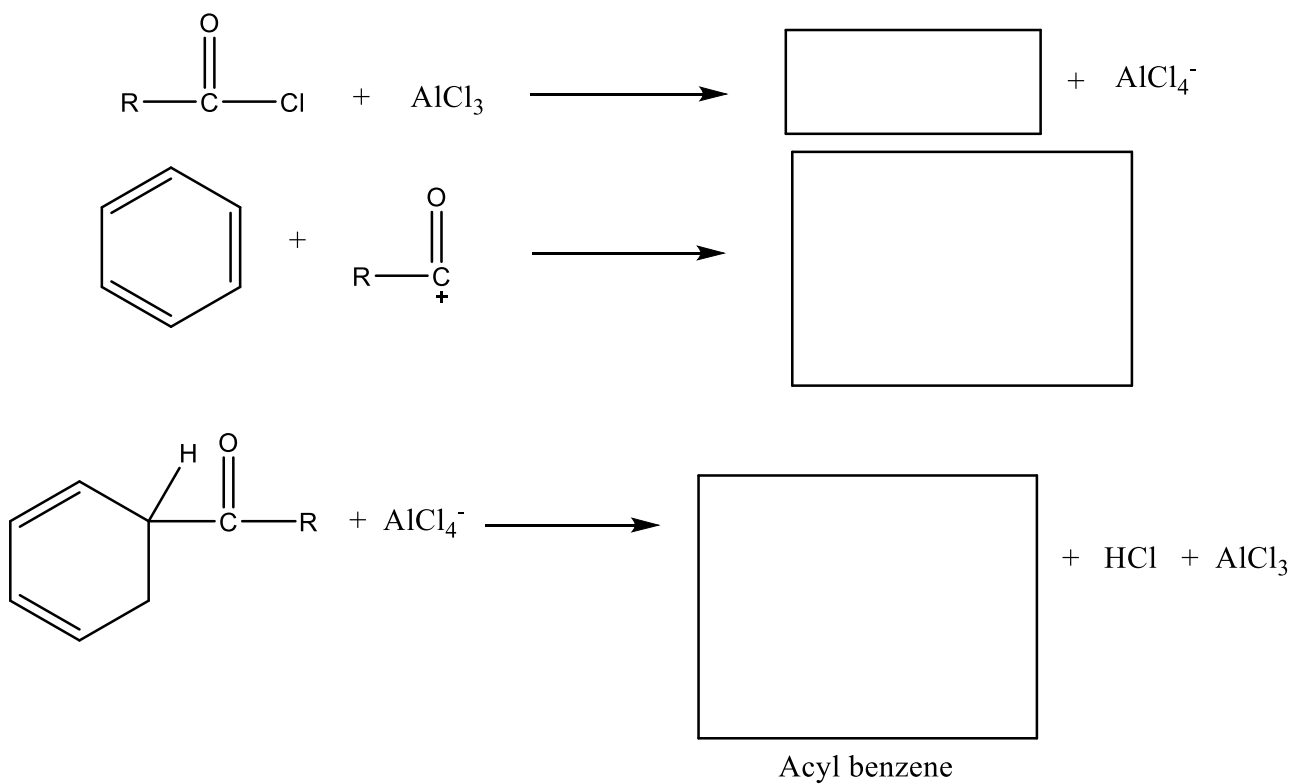 O
R C Cl + AlCl3 + AlCl4-
+ O
R C
+
H O
C R + AlCl4- + HCl + AlCl3
Acyl benzene